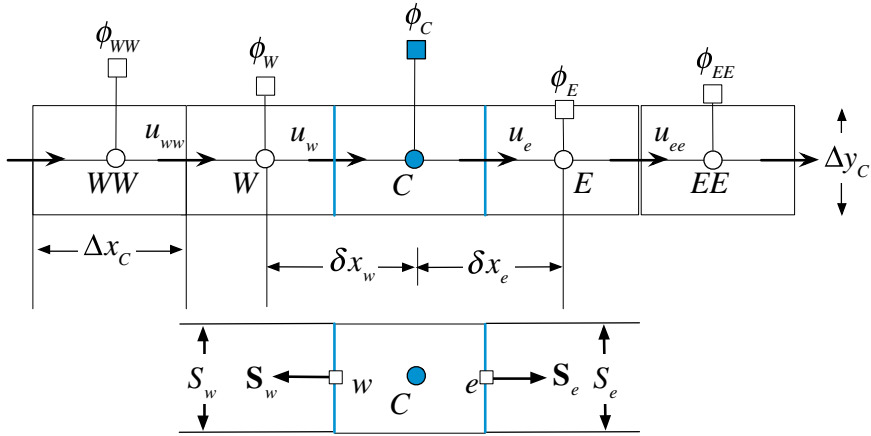 ϕ_C
ϕ_WW ϕ_W ϕ_E ϕ_EE
u_ww u_w u_e u_ee
WW W C E EE Δy_C
Δx_C δx_w δx_e
S_w 𝐒_w w C e 𝐒_e S_e